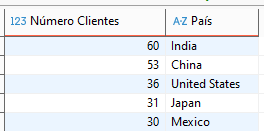 123 Número Clientes A-Z País
60 India
53 China
36 United States
31 Japan
30 Mexico